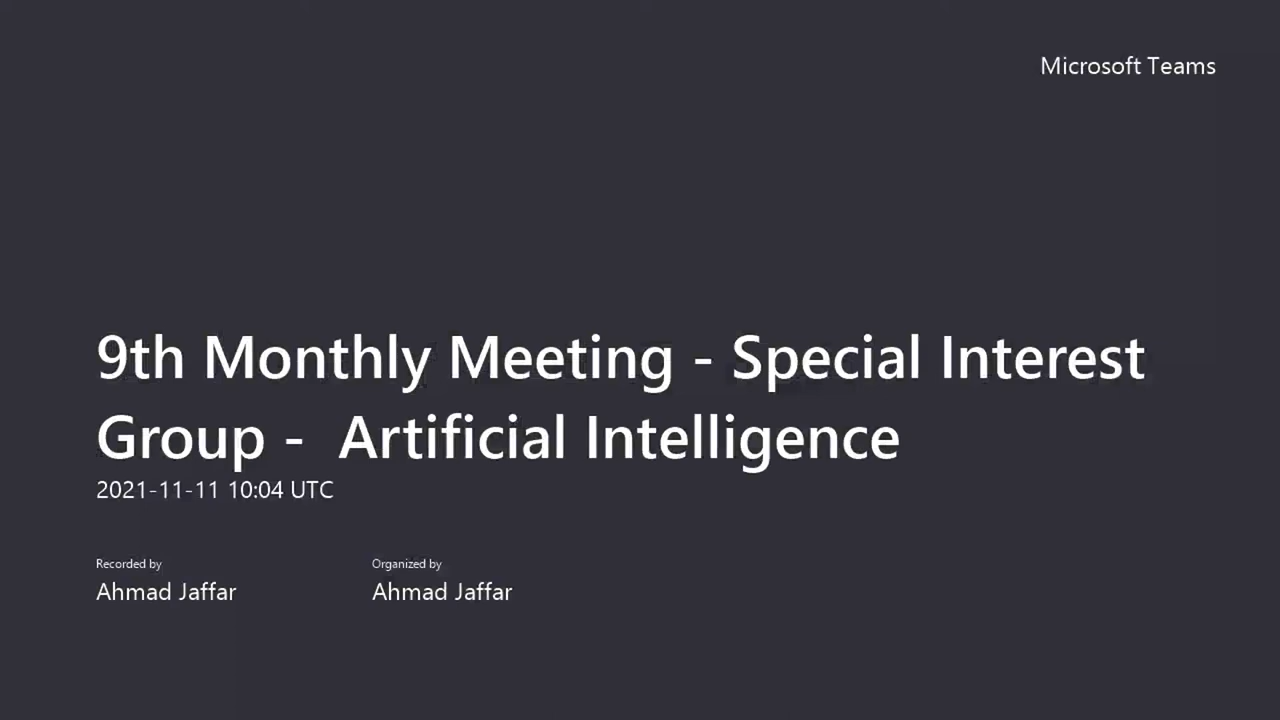 Microsoft Teams
9th Monthly Meeting - Special Interest
Group -  Artificial Intelligence
2021-11-11 10:04 UTC
Recorded by
Organized by
Ahmad Jaffar
Ahmad Jaffar